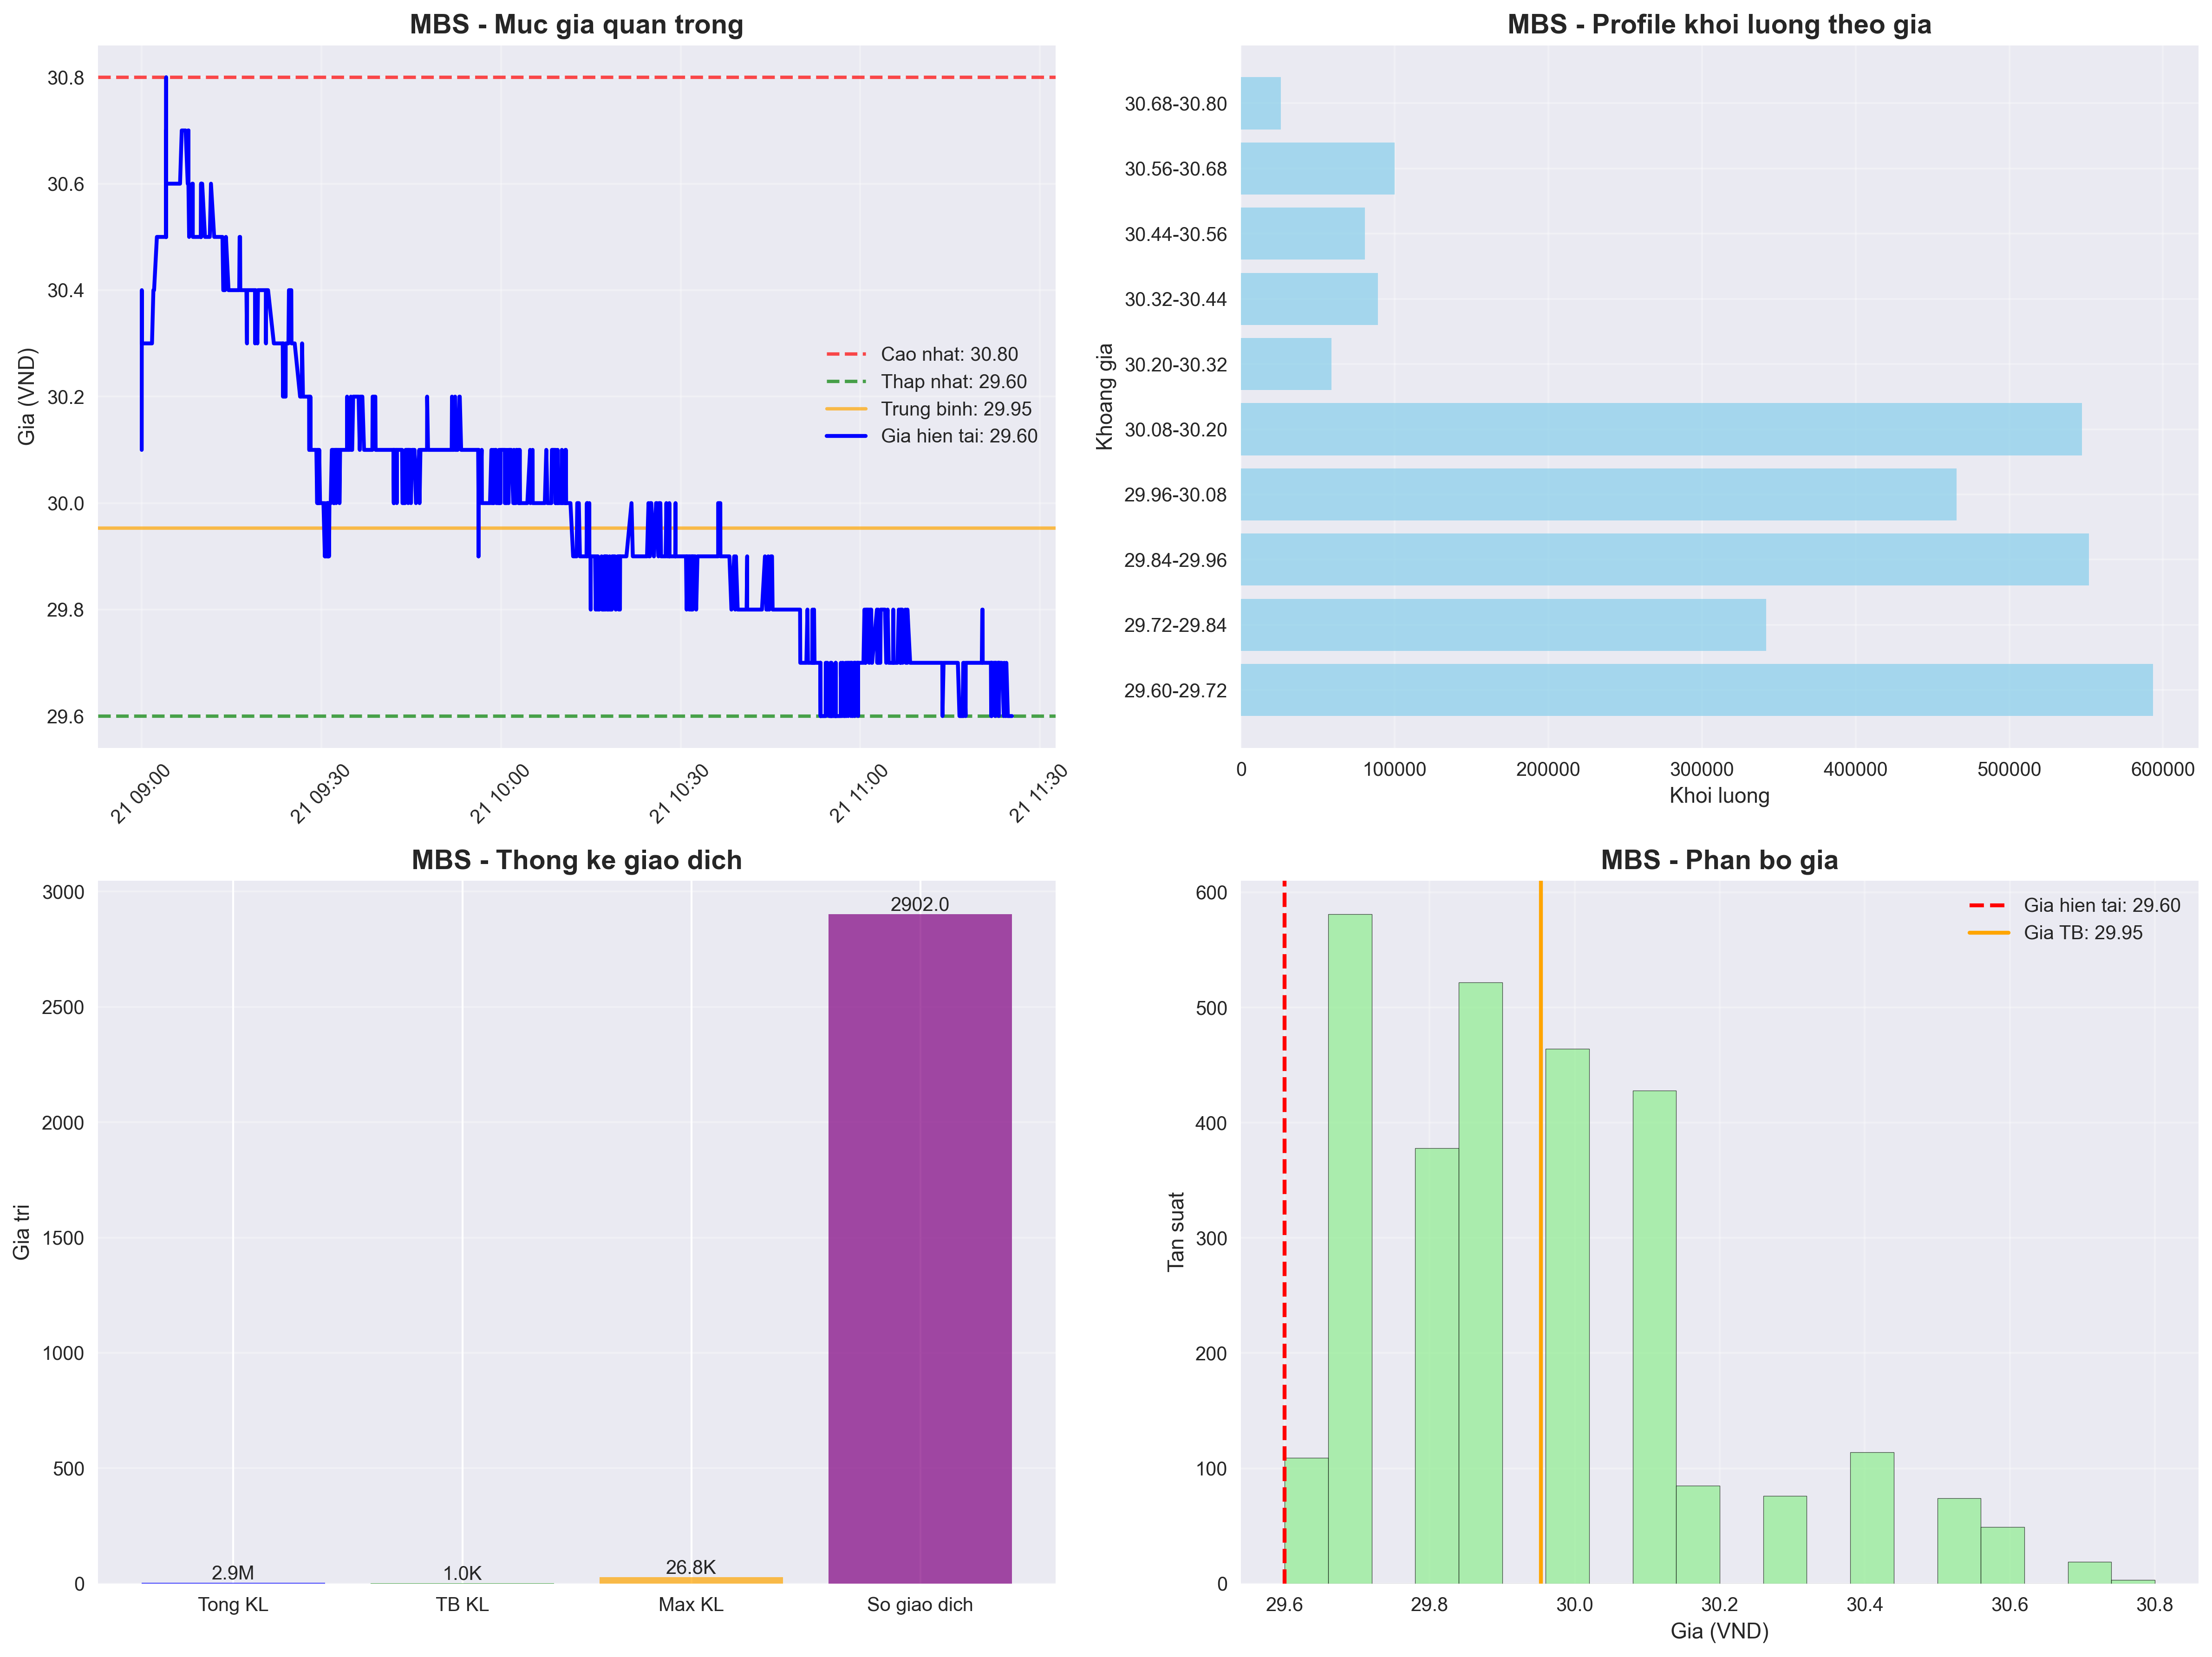 MBS - Muc gia quan trong
Gia (VND)
30.8
30.6
30.4
30.2
30.0
29.8
29.6
Cao nhat: 30.80
Thap nhat: 29.60
Trung binh: 29.95
Gia hien tai: 29.60
21 09:00
21 09:30
21 10:00
21 10:30
21 11:00
21 11:30
MBS - Profile khoi luong theo gia
Khoang gia
30.68-30.80
30.56-30.68
30.44-30.56
30.32-30.44
30.20-30.32
30.08-30.20
29.96-30.08
29.84-29.96
29.72-29.84
29.60-29.72
0 100000 200000 300000 400000 500000 600000
Khoi luong
MBS - Thong ke giao dich
Gia tri
3000
2500
2000
1500
1000
500
0
2.9M
1.0K
26.8K
2902.0
Tong KL TB KL Max KL So giao dich
MBS - Phan bo gia
Tan suat
600
500
400
300
200
100
0
Gia hien tai: 29.60
Gia TB: 29.95
29.6 29.8 30.0 30.2 30.4 30.6 30.8
Gia (VND)